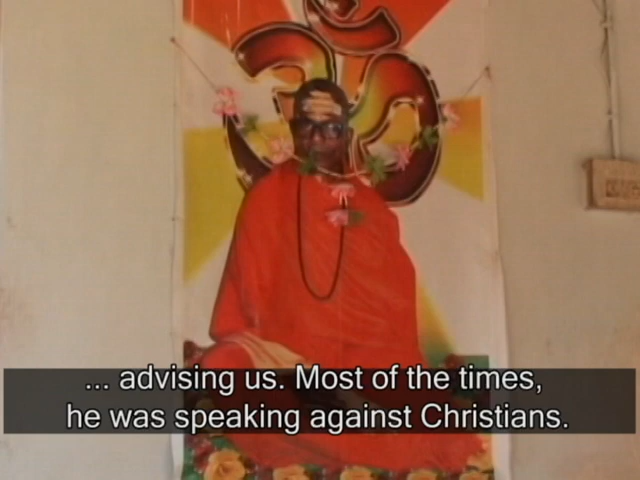 ... advising us. Most of the times,
he was speaking against Christians.